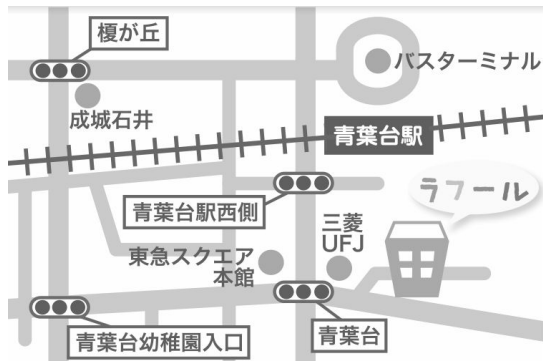 榎が丘
バスターミナル
成城石井
青葉台駅
ラフール
青葉台駅西側
三菱
UFJ
東急スクエア
本館
青葉台
青葉台幼稚園入口